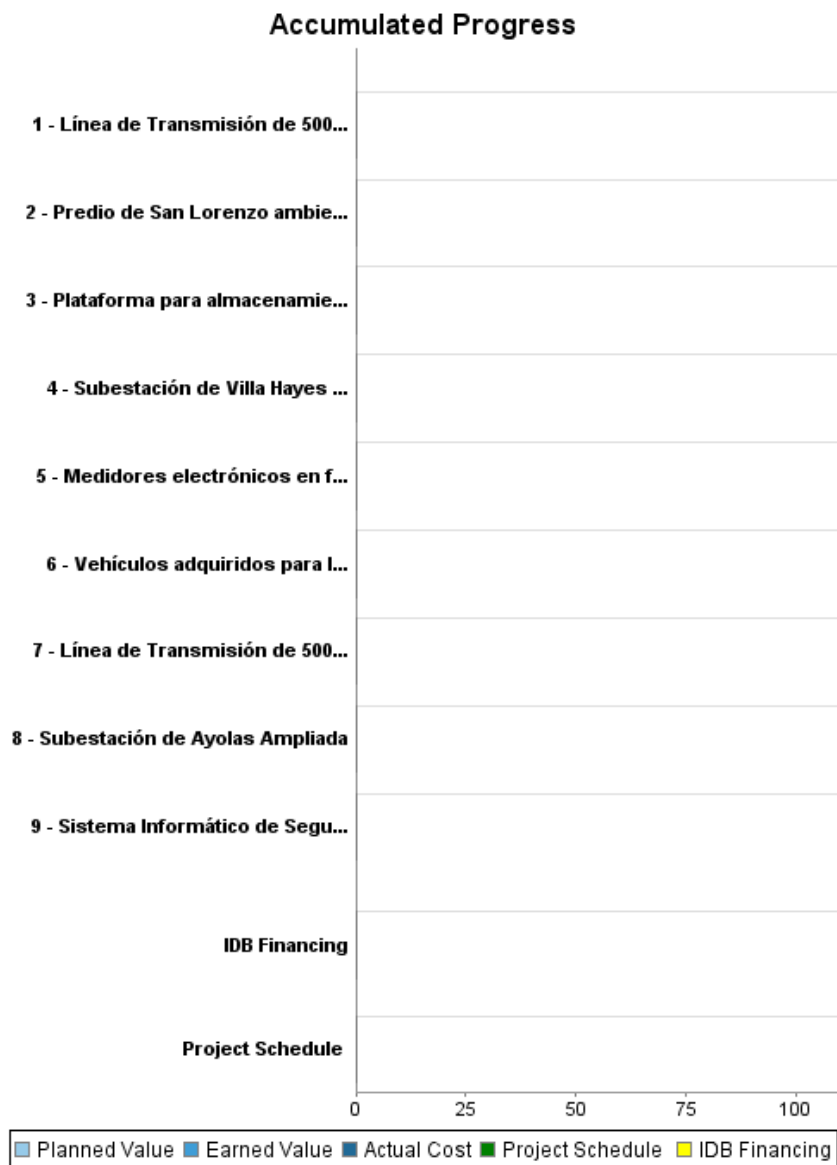 Accumulated Progress
1 - Línea de Transmisión de 500...
2 - Predio de San Lorenzo ambie...
3 - Plataforma para almacenamie...
4 - Subestación de Villa Hayes ...
5 - Medidores electrónicos en f...
6 - Vehículos adquiridos para l...
7 - Línea de Transmisión de 500...
8 - Subestación de Ayolas Ampliada
9 - Sistema Informático de Segu...
IDB Financing
Project Schedule
0 25 50 75 100
Planned Value Earned Value Actual Cost Project Schedule IDB Financing